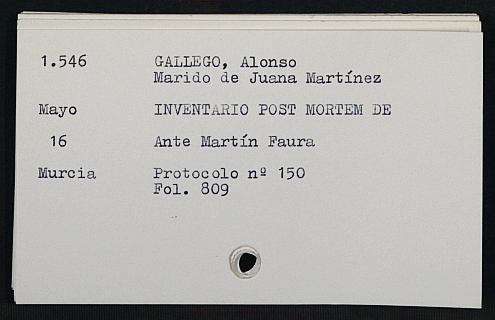 1.546 GALLEGO, Alonso
Marido de Juana Martínez
Mayo INVENTARIO POST MORTEM DE
16 Ante Martín Faura
Murcia Protocolo nº 150
Fol. 809